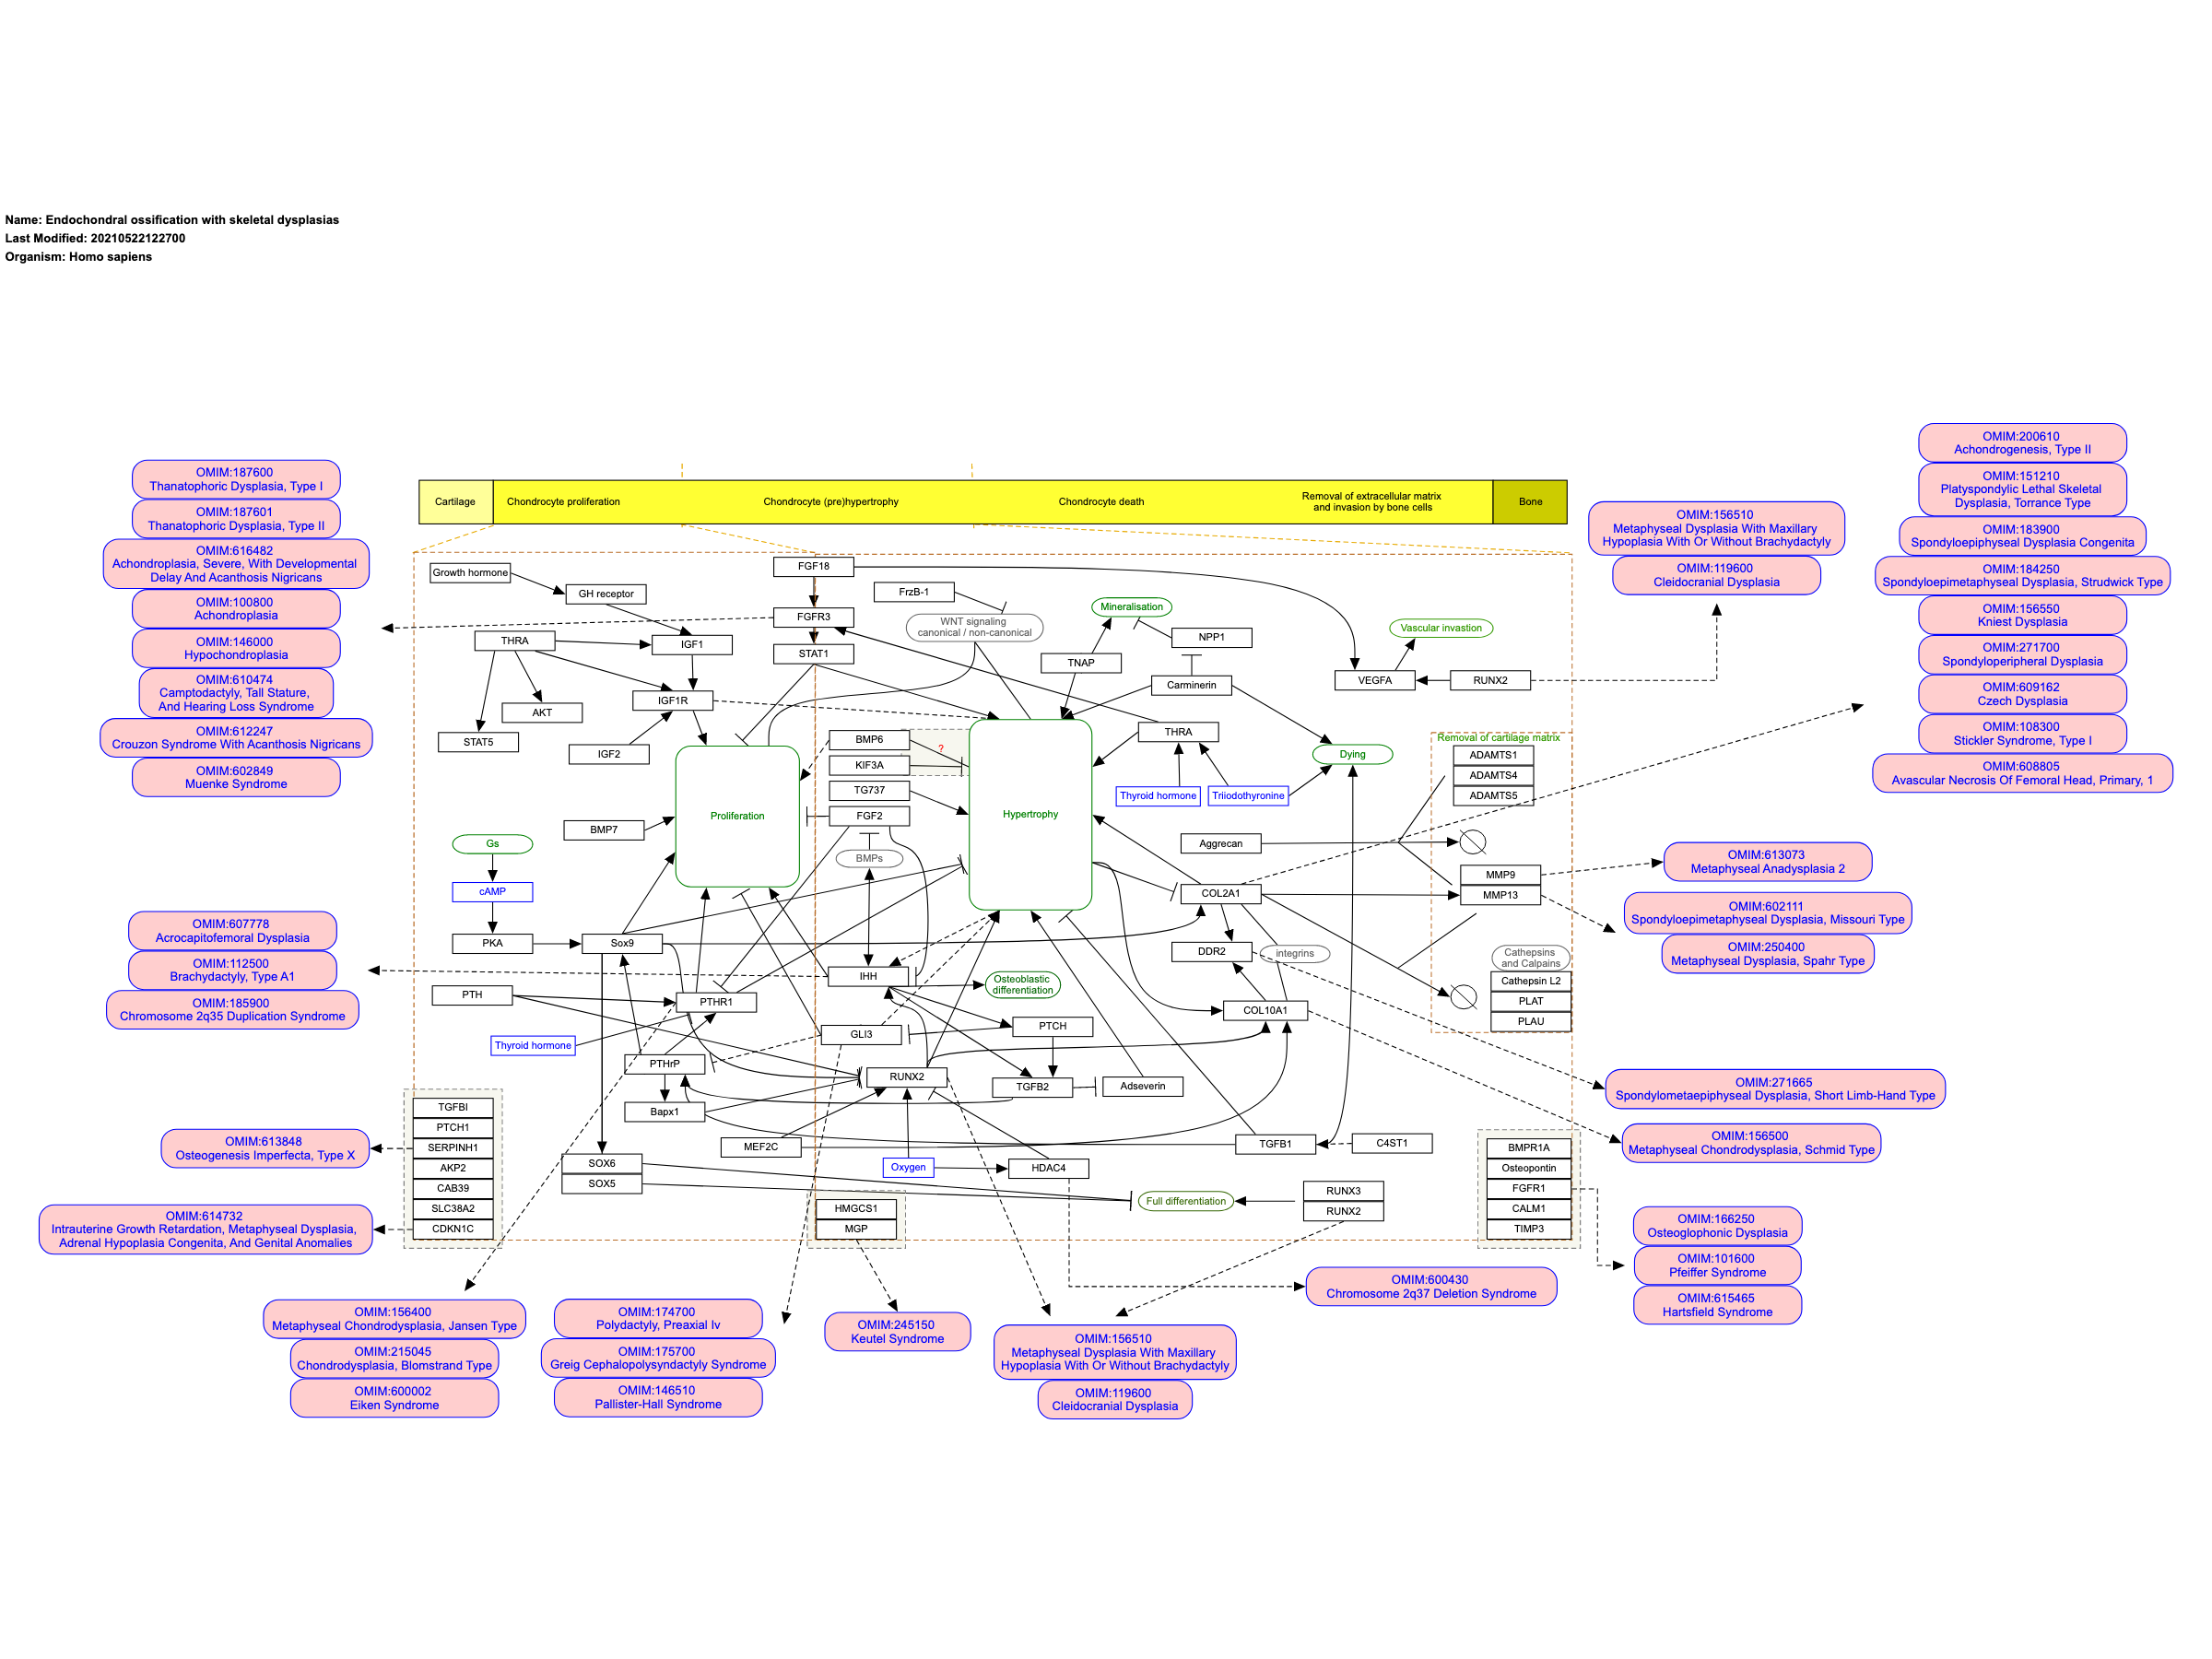 Name: Endochondral ossification with skeletal dysplasias
Last Modified: 20210522122700
Organism: Homo sapiens
OMIM:187600
Thanatophoric Dysplasia, Type I
OMIM:187601
Thanatophoric Dysplasia, Type II
OMIM:616482
Achondroplasia, Severe, With Developmental
Delay And Acanthosis Nigricans
OMIM:100800
Achondroplasia
OMIM:146000
Hypochondroplasia
OMIM:610474
Camptodactyly, Tall Stature,
And Hearing Loss Syndrome
OMIM:612247
Crouzon Syndrome With Acanthosis Nigricans
OMIM:602849
Muenke Syndrome
OMIM:607778
Acrocapitofemoral Dysplasia
OMIM:112500
Brachydactyly, Type A1
OMIM:185900
Chromosome 2q35 Duplication Syndrome
OMIM:613848
Osteogenesis Imperfecta, Type X
OMIM:614732
Intrauterine Growth Retardation, Metaphyseal Dysplasia,
Adrenal Hypoplasia Congenita, And Genital Anomalies
Cartilage
Chondrocyte proliferation
Chondrocyte (pre)hypertrophy
Chondrocyte death
Removal of extracellular matrix
and invasion by bone cells
Bone
Growth hormone
GH receptor
THRA
IGF1
IGF1R
AKT
STAT5
IGF2
FGF18
FGFR3
STAT1
FrzB-1
WNT signaling
canonical / non-canonical
Mineralisation
NPP1
TNAP
Carminerin
Vascular invastion
VEGFA
RUNX2
THRA
Thyroid hormone
Triiodothyronine
Dying
BMP6
?
KIF3A
TG737
FGF2
BMPs
Proliferation
Hypertrophy
BMP7
Gs
cAMP
PKA
Sox9
PTH
PTHR1
Thyroid hormone
PTHrP
Bapx1
MEF2C
IHH
Osteoblastic
differentiation
GLI3
PTCH
RUNX2
TGFB2
Adseverin
Oxygen
HDAC4
Aggrecan
COL2A1
DDR2
integrins
COL10A1
TGFB1
C4ST1
SOX6
SOX5
Full differentiation
RUNX3
RUNX2
Removal of cartilage matrix
ADAMTS1
ADAMTS4
ADAMTS5
MMP9
MMP13
Cathepsins
and Calpains
Cathepsin L2
PLAT
PLAU
TGFBI
PTCH1
SERPINH1
AKP2
CAB39
SLC38A2
CDKN1C
HMGCS1
MGP
BMPR1A
Osteopontin
FGFR1
CALM1
TIMP3
OMIM:156510
Metaphyseal Dysplasia With Maxillary
Hypoplasia With Or Without Brachydactyly
OMIM:119600
Cleidocranial Dysplasia
OMIM:200610
Achondrogenesis, Type II
OMIM:151210
Platyspondylic Lethal Skeletal
Dysplasia, Torrance Type
OMIM:183900
Spondyloepiphyseal Dysplasia Congenita
OMIM:184250
Spondyloepimetaphyseal Dysplasia, Strudwick Type
OMIM:156550
Kniest Dysplasia
OMIM:271700
Spondyloperipheral Dysplasia
OMIM:609162
Czech Dysplasia
OMIM:108300
Stickler Syndrome, Type I
OMIM:608805
Avascular Necrosis Of Femoral Head, Primary, 1
OMIM:613073
Metaphyseal Anadysplasia 2
OMIM:602111
Spondyloepimetaphyseal Dysplasia, Missouri Type
OMIM:250400
Metaphyseal Dysplasia, Spahr Type
OMIM:271665
Spondylometaepiphyseal Dysplasia, Short Limb-Hand Type
OMIM:156500
Metaphyseal Chondrodysplasia, Schmid Type
OMIM:166250
Osteoglophonic Dysplasia
OMIM:101600
Pfeiffer Syndrome
OMIM:615465
Hartsfield Syndrome
OMIM:600430
Chromosome 2q37 Deletion Syndrome
OMIM:156400
Metaphyseal Chondrodysplasia, Jansen Type
OMIM:215045
Chondrodysplasia, Blomstrand Type
OMIM:600002
Eiken Syndrome
OMIM:174700
Polydactyly, Preaxial Iv
OMIM:175700
Greig Cephalopolysyndactyly Syndrome
OMIM:146510
Pallister-Hall Syndrome
OMIM:245150
Keutel Syndrome
OMIM:156510
Metaphyseal Dysplasia With Maxillary
Hypoplasia With Or Without Brachydactyly
OMIM:119600
Cleidocranial Dysplasia